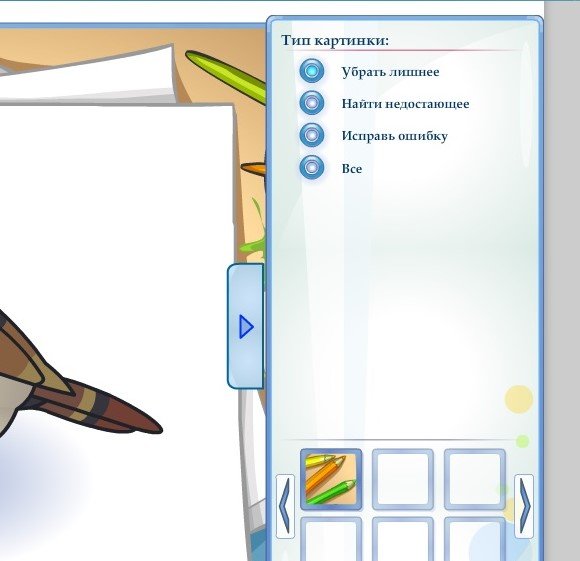 Тип картинки:
Убрать лишнее
Найти недостающее
Исправь ошибку
Все